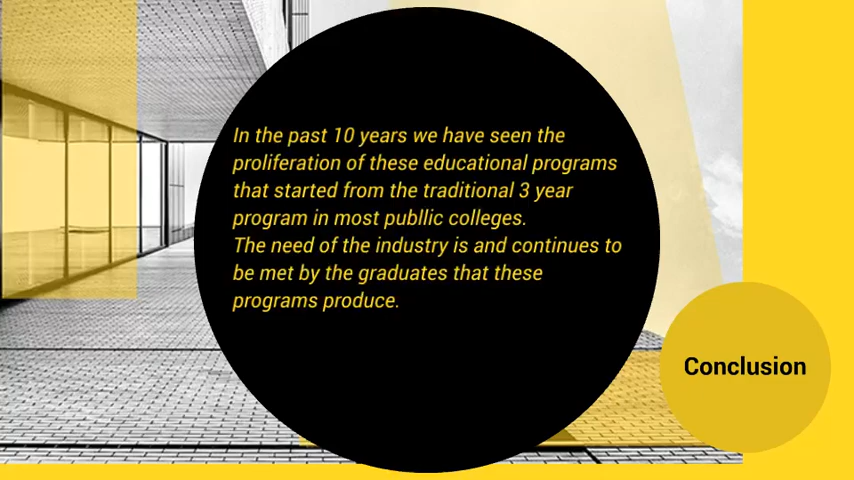 In the past 10 years we have seen the
proliferation of these educational programs
that started from the traditional 3 year
program in most publlic colleges.
The need of the industry is and continues to
be met by the graduates that these
programs produce.
Conclusion